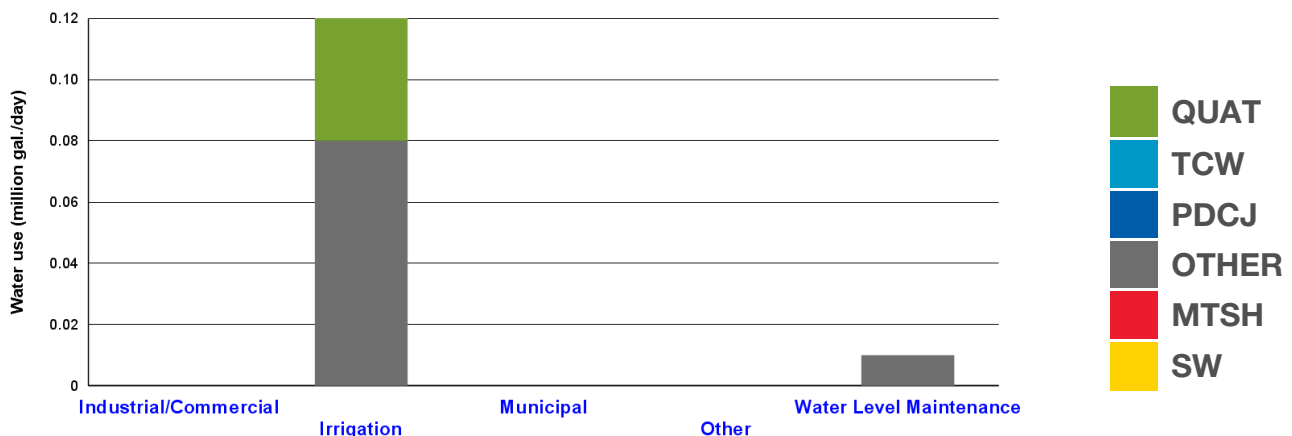 Water use (million gal./day)
0.12
0.10
0.08
0.06
0.04
0.02
0
Industrial/Commercial
Irrigation
Municipal
Other
Water Level Maintenance
QUAT
TCW
PDCJ
OTHER
MTSH
SW